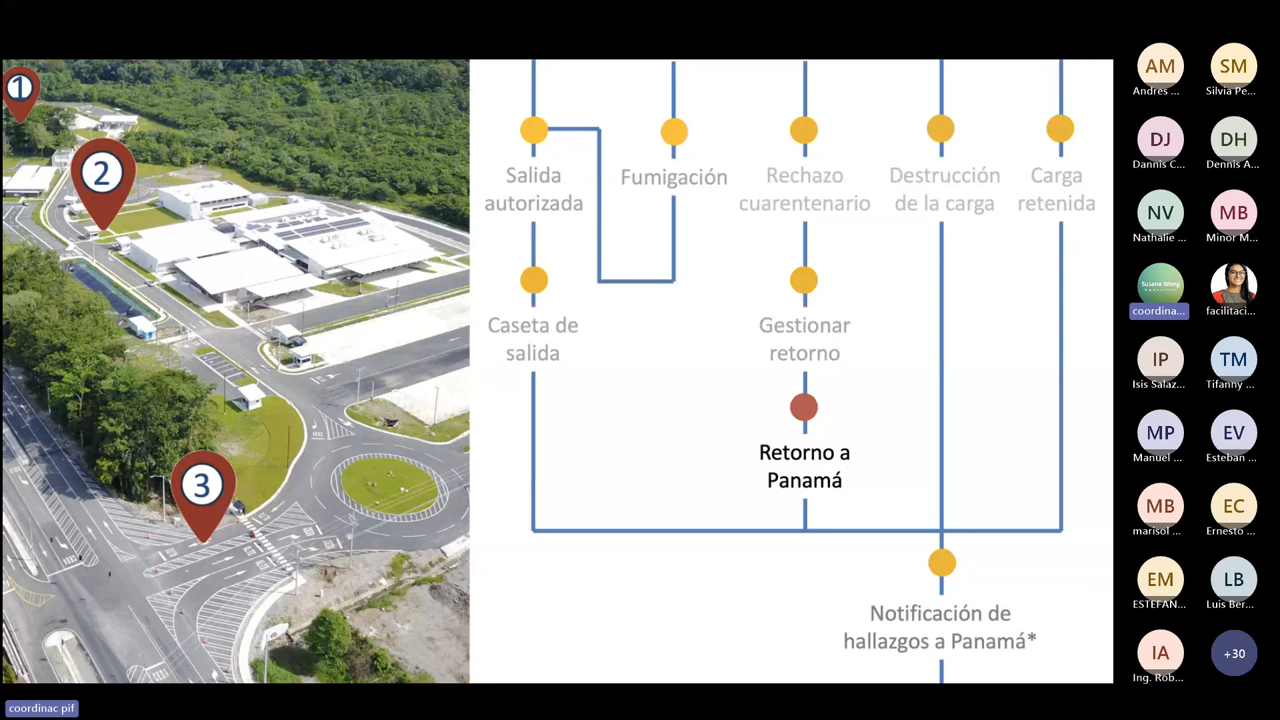 1
2
3
Salida
autorizada
Fumigación
Rechazo
cuarentenario
Destrucción
de la carga
Carga
retenida
Caseta de
salida
Gestionar
retorno
Retorno a
Panamá
Notificación de
hallazgos a Panamá*
AM
Andres ...
SM
Silvia Pe...
DJ
Dannis C...
DH
Dennis A...
NV
Nathalie ...
MB
Minor M...
Susane Wong
coordina...
facilitaci...
IP
Isis Salaz...
TM
Tifanny ...
MP
Manuel ...
EV
Esteban ...
MB
marisol ...
EC
Ernesto ...
EM
ESTEFAN...
LB
Luis Ber...
IA
Ing. Rob...
+30
coordinac pif